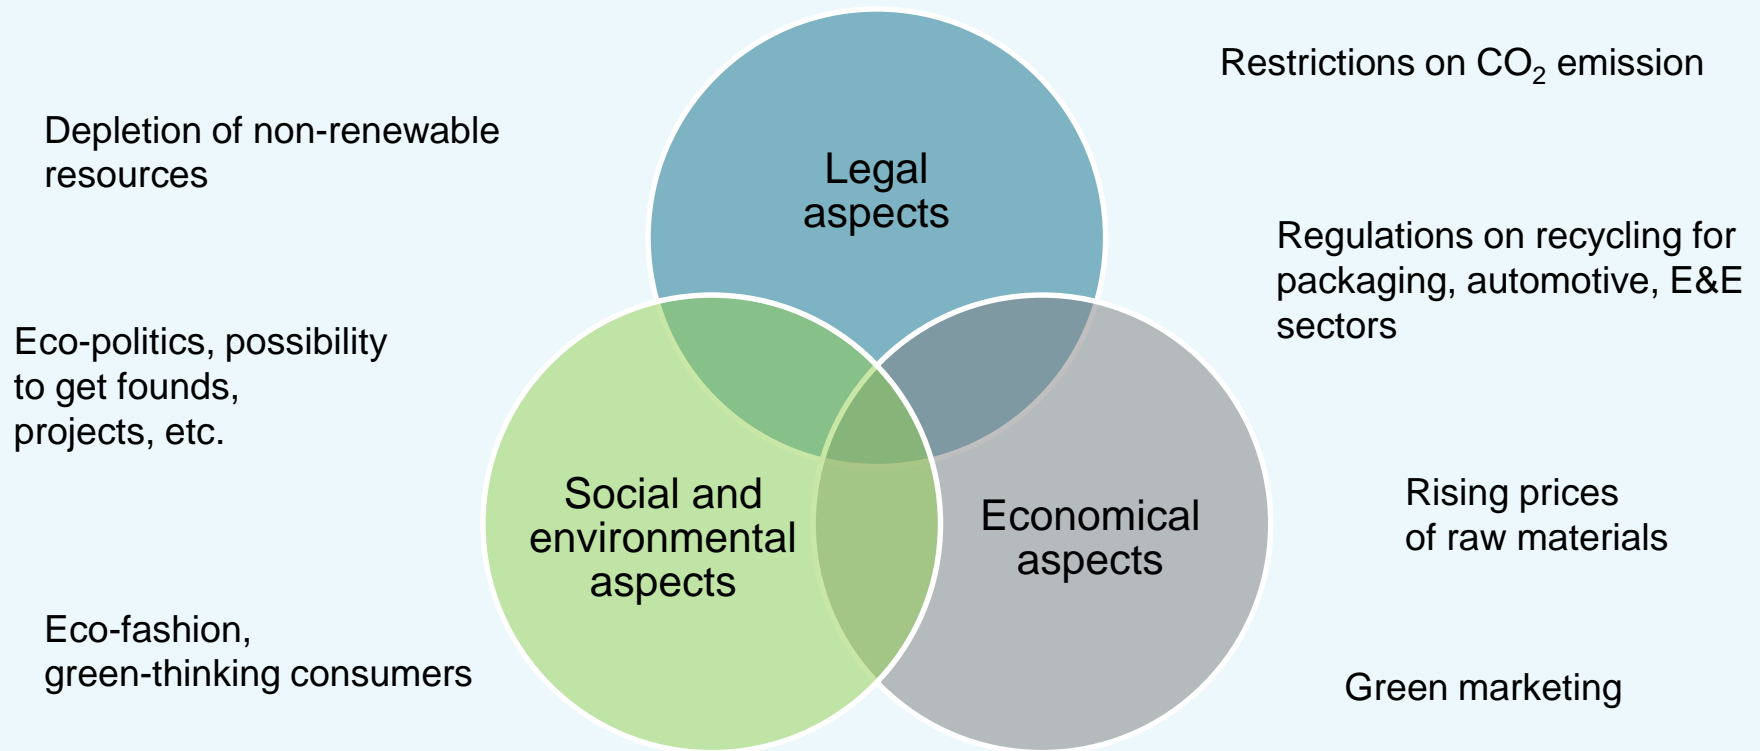 Restrictions on CO₂ emission
Depletion of non-renewable
resources
Legal
aspects
Regulations on recycling for
packaging, automotive, E&E
sectors
Eco-politics, possibility
to get founds,
projects, etc.
Social and
environmental
aspects
Economical
aspects
Rising prices
of raw materials
Eco-fashion,
green-thinking consumers
Green marketing